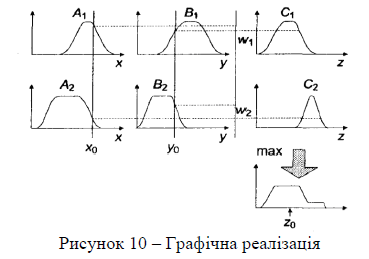 A1 B1 C1
w1
x y z
A2 B2 C2
w2
x y z
x0 y0
max
z0
Рисунок 10 – Графічна реалізація